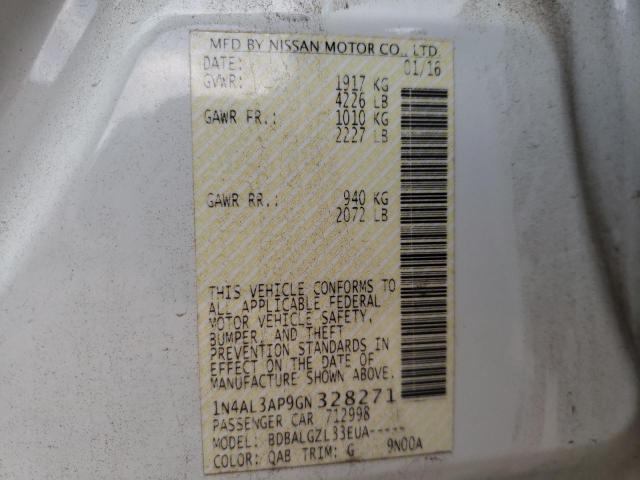 MFD BY NISSAN MOTOR CO., LTD.
DATE: 01/16
GVWR: 1917 KG
4226 LB
GAWR FR.: 1010 KG
2227 LB
GAWR RR.: 940 KG
2072 LB
THIS VEHICLE CONFORMS TO
ALL APPLICABLE FEDERAL
MOTOR VEHICLE SAFETY,
BUMPER, AND THEFT
PREVENTION STANDARDS IN
EFFECT ON THE DATE OF
MANUFACTURE SHOWN ABOVE.
1N4AL3AP9GN328271
PASSENGER CAR 712998
MODEL: BDBALGZL33EUA-----
COLOR: QAB TRIM: G 9N00A